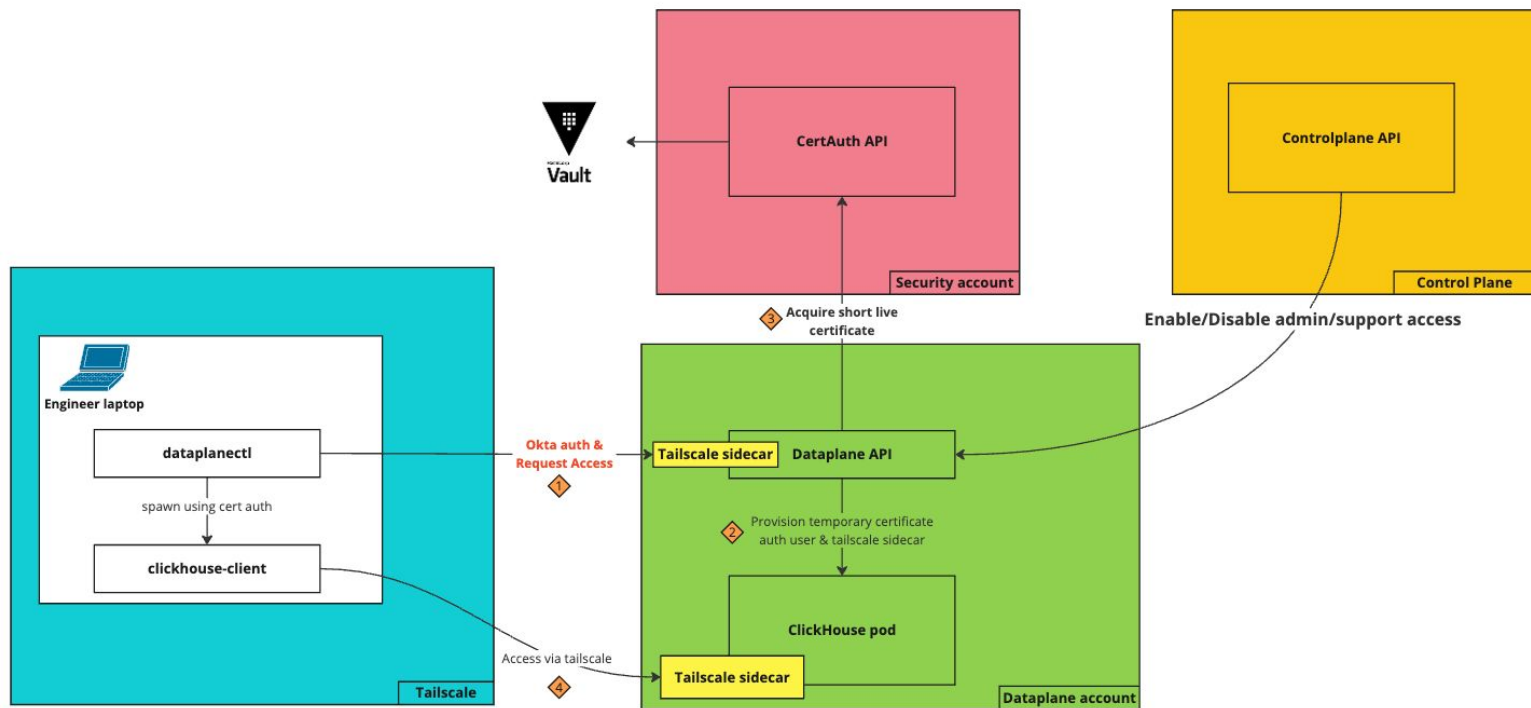 CertAuth API
Controlplane API
Vault
Security account
Control Plane
3
Acquire short live
certificate
Enable/Disable admin/support access
Engineer laptop
dataplanectl
Okta auth &
Request Access
1
Tailscale sidecar
Dataplane API
spawn using cert auth
2
Provision temporary certificate
auth user & tailscale sidecar
clickhouse-client
ClickHouse pod
Access via tailscale
4
Tailscale sidecar
Tailscale
Dataplane account